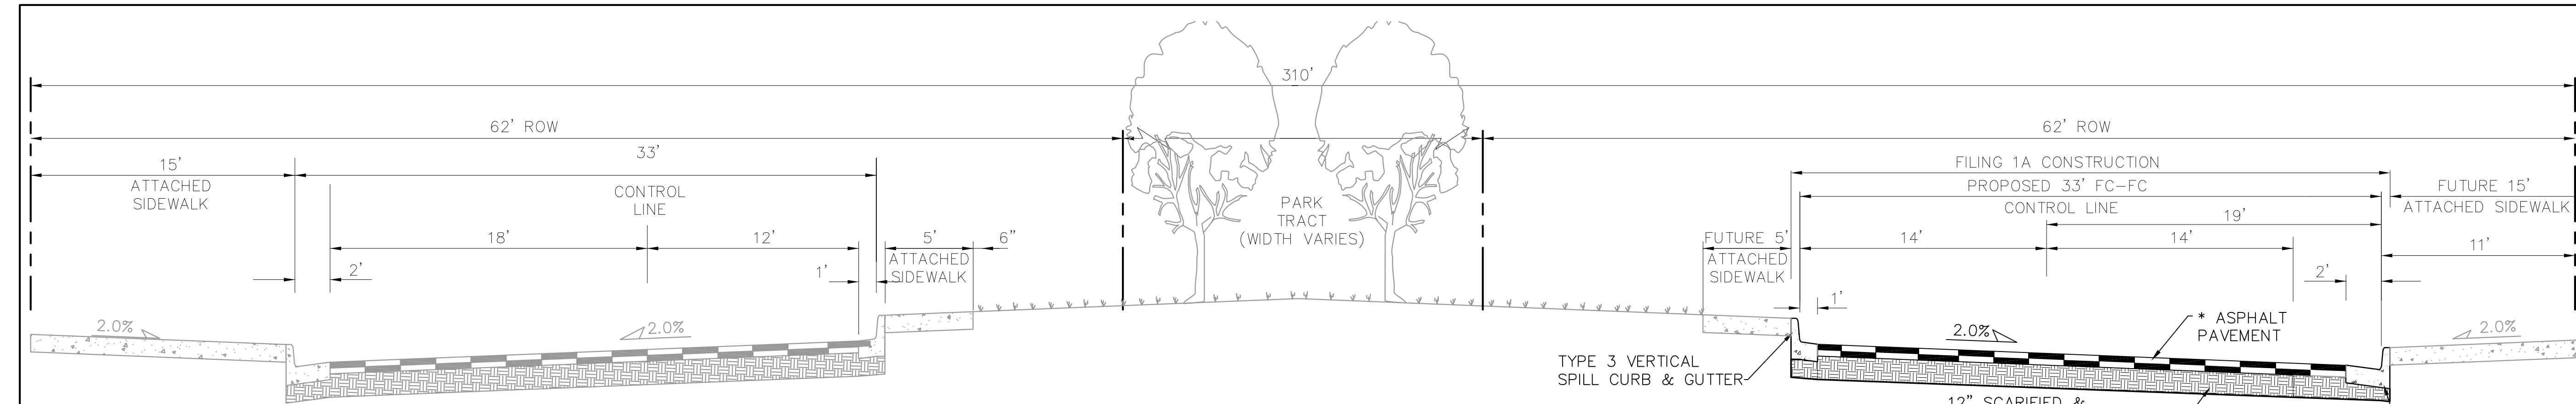 310'
62' ROW
62' ROW
33'
15'
ATTACHED
SIDEWALK
CONTROL
LINE
18'
12'
2'
1'
5'
6"
ATTACHED
SIDEWALK
2.0%
2.0%
PARK
TRACT
(WIDTH VARIES)
FILING 1A CONSTRUCTION
PROPOSED 33' FC-FC
CONTROL LINE
19'
14'
14'
FUTURE 15'
ATTACHED SIDEWALK
11'
2'
FUTURE 5'
ATTACHED
SIDEWALK
1'
2.0%
* ASPHALT
PAVEMENT
2.0%
TYPE 3 VERTICAL
SPILL CURB & GUTTER
12" SCARIFIED &